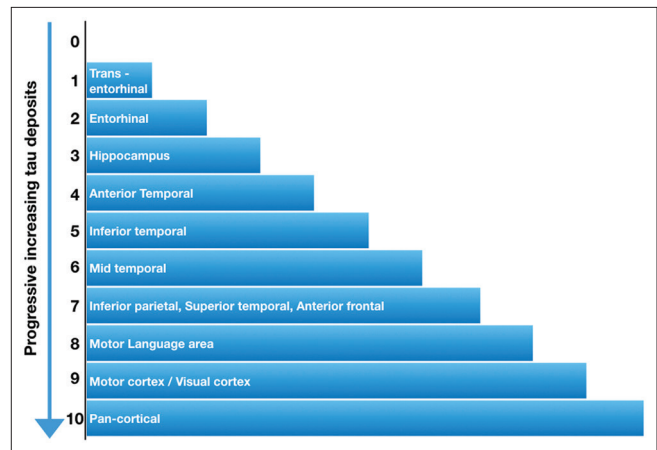 Progressive increasing tau deposits
0
1 Trans -
entorhinal
2 Entorhinal
3 Hippocampus
4 Anterior Temporal
5 Inferior temporal
6 Mid temporal
7 Inferior parietal, Superior temporal, Anterior frontal
8 Motor Language area
9 Motor cortex / Visual cortex
10 Pan-cortical